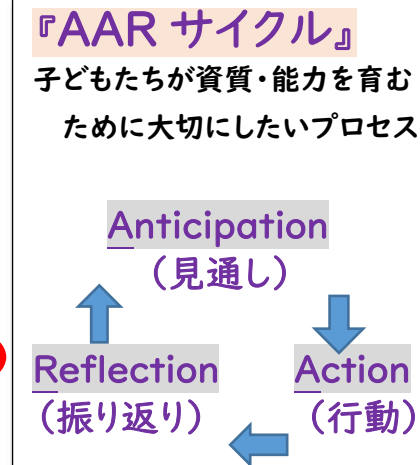 『AAR サイクル』
子どもたちが資質・能力を育む
ために大切にしたいプロセス
Anticipation
（見通し）
Reflection Action
（振り返り） （行動）